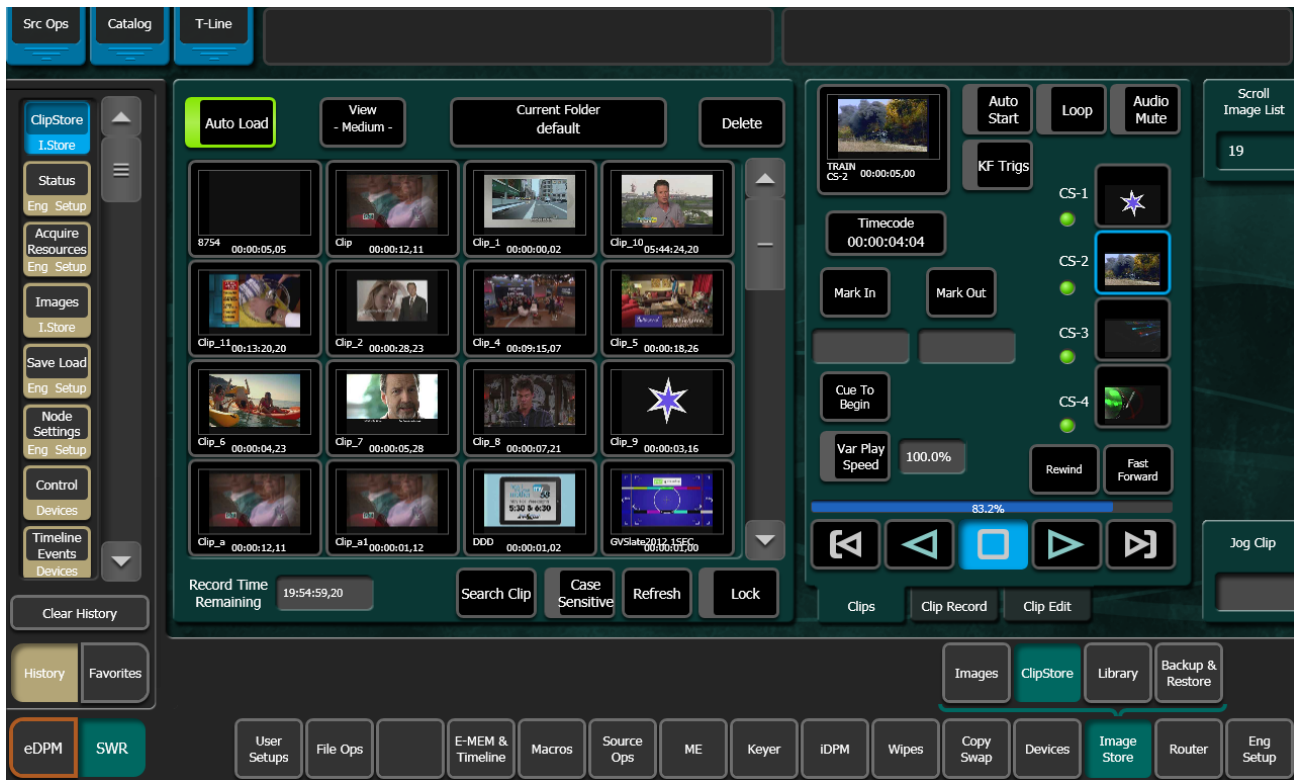 Src Ops
Catalog
T-Line
ClipStore
I.Store
Status
Eng Setup
Acquire
Resources
Eng Setup
Images
I.Store
Save Load
Eng Setup
Node
Settings
Eng Setup
Control
Devices
Timeline
Events
Devices
Clear History
History
Favorites
eDPM
SWR
Auto Load
View
- Medium -
Current Folder
default
Delete
8754 00:00:05,05
Clip 00:00:12,11
Clip_1 00:00:00,02
Clip_10 05:44:24,20
Clip_11 00:13:20,20
Clip_2 00:00:28,23
Clip_4 00:09:15,07
Clip_5 00:00:18,26
Clip_6 00:00:04,23
Clip_7 00:00:05,28
Clip_8 00:00:07,21
Clip_9 00:00:03,16
5:30 & 6:30
Clip_a 00:00:12,11
Clip_a1 00:00:01,12
DDD 00:00:01,02
GVSlate2012_1SEC 00:00:01,00
Record Time
Remaining
19:54:59,20
Search Clip
Case
Sensitive
Refresh
Lock
TRAIN
CS-2 00:00:05,00
Auto
Start
Loop
Audio
Mute
KF Trigs
Timecode
00:00:04:04
Mark In
Mark Out
Cue To
Begin
Var Play
Speed
100.0%
CS-1
CS-2
CS-3
CS-4
Rewind
Fast
Forward
83.2%
Clips
Clip Record
Clip Edit
Scroll
Image List
19
Jog Clip
Images
ClipStore
Library
Backup &
Restore
User
Setups
File Ops
E-MEM &
Timeline
Macros
Source
Ops
ME
Keyer
iDPM
Wipes
Copy
Swap
Devices
Image
Store
Router
Eng
Setup